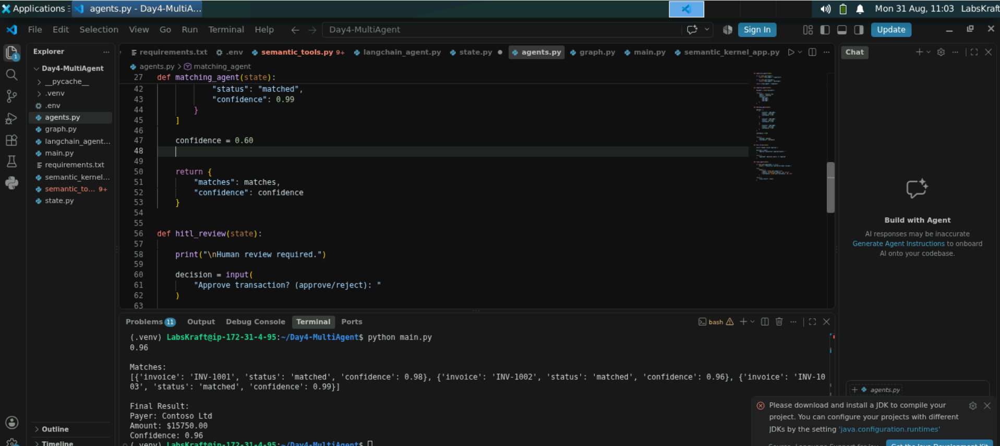 Applications
agents.py - Day4-MultiA...
Mon 31 Aug, 11:03
LabsKraft
File Edit Selection View Go Run Terminal Help
Day4-MultiAgent
Sign In
Update
Explorer
Day4-MultiAgent
__pycache__
.venv
.env
agents.py
graph.py
langchain_agent...
main.py
requirements.txt
semantic_kernel...
semantic_to... 9+
state.py
Outline
Timeline
1
requirements.txt .env semantic_tools.py 9+ langchain_agent.py state.py agents.py graph.py main.py semantic_kernel_app.py
agents.py > matching_agent
27 def matching_agent(state):
42 "status": "matched",
43 "confidence": 0.99
44 }
45 ]
46
47 confidence = 0.60
48
49
50 return {
51 "matches": matches,
52 "confidence": confidence
53 }
54
55
56 def hitl_review(state):
57
58 print("\nHuman review required.")
59
60 decision = input(
61 "Approve transaction? (approve/reject): "
62 )
63
Problems 11 Output Debug Console Terminal Ports
bash
(.venv) LabsKraft@ip-172-31-4-95:~/Day4-MultiAgent$ python main.py
0.96
Matches:
[{'invoice': 'INV-1001', 'status': 'matched', 'confidence': 0.98}, {'invoice': 'INV-1002', 'status': 'matched', 'confidence': 0.96}, {'invoice': 'INV-10
03', 'status': 'matched', 'confidence': 0.99}]
Final Result:
Payer: Contoso Ltd
Amount: $15750.00
Confidence: 0.96
(.venv) LabsKraft@ip-172-31-4-95:~/Day4-MultiAgent$
Chat
Build with Agent
AI responses may be inaccurate
Generate Agent Instructions to onboard
AI onto your codebase.
agents.py
Please download and install a JDK to compile your
project. You can configure your projects with different
JDKs by the setting 'java.configuration.runtimes'
Source: Language Support for
Get the Java Development Kit